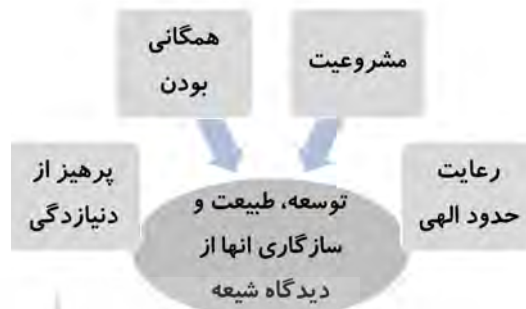 مشروعیت
همگانی
بودن
رعایت
حدود الهی
پرهیز از
دنیازدگی
توسعه، طبیعت و
سازگاری انها از
دیدگاه شیعه